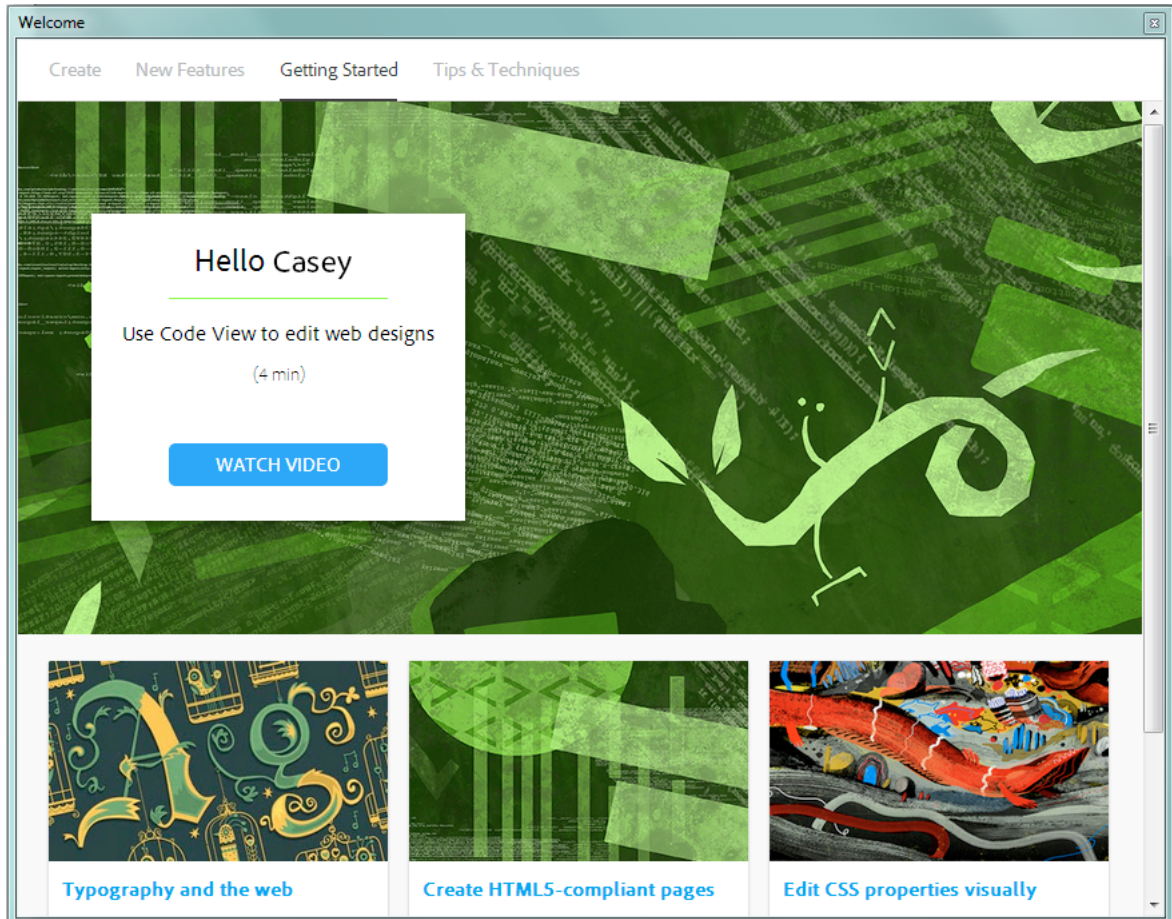 Welcome
Create New Features Getting Started Tips & Techniques
Hello Casey
Use Code View to edit web designs
(4 min)
WATCH VIDEO
Typography and the web
Create HTML5-compliant pages
Edit CSS properties visually